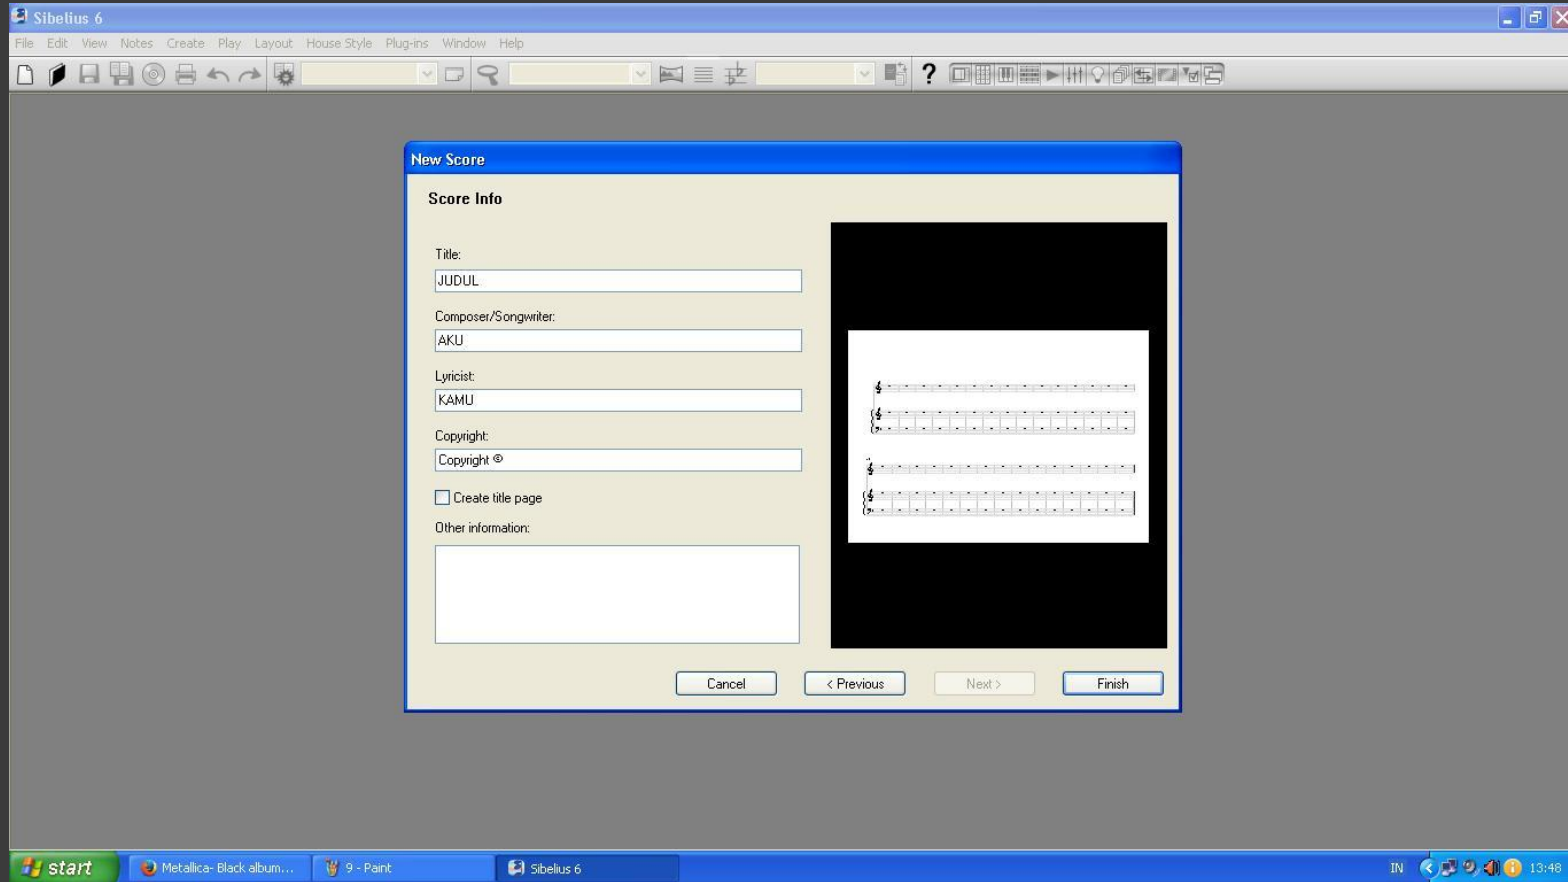 Sibelius 6
File Edit View Notes Create Play Layout House Style Plug-ins Window Help
New Score
Score Info
Title:
JUDUL
Composer/Songwriter:
AKU
Lyricist:
KAMU
Copyright:
Copyright ©
Create title page
Other information:
Cancel < Previous Next > Finish
start Metallica- Black album... 9 - Paint Sibelius 6 IN 13:48